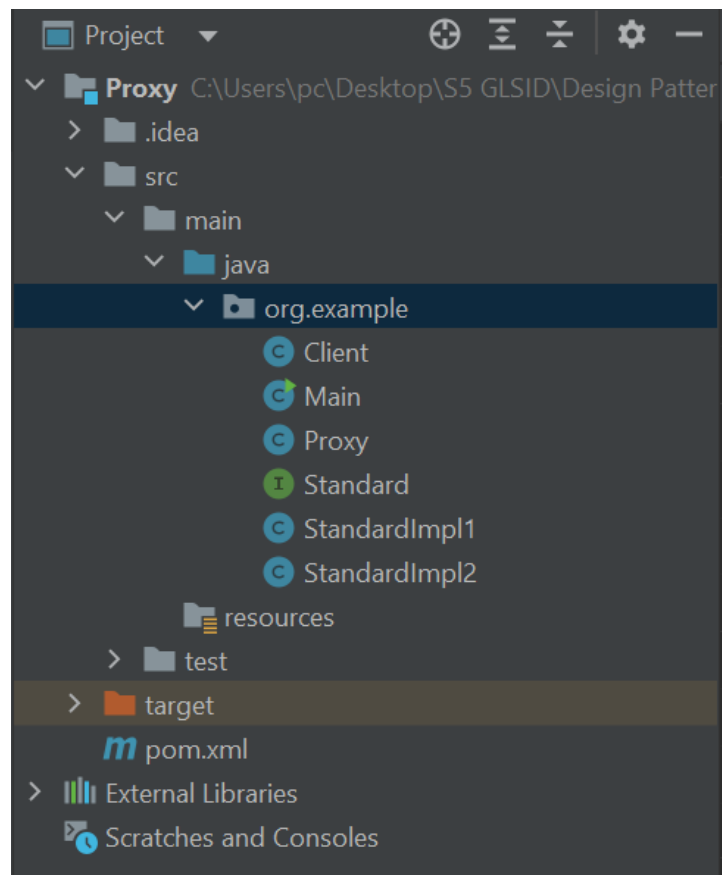 Project
Proxy C:\Users\pc\Desktop\S5 GLSID\Design Patter
.idea
src
main
java
org.example
C Client
C Main
C Proxy
I Standard
C StandardImpl1
C StandardImpl2
resources
test
target
m pom.xml
External Libraries
Scratches and Consoles